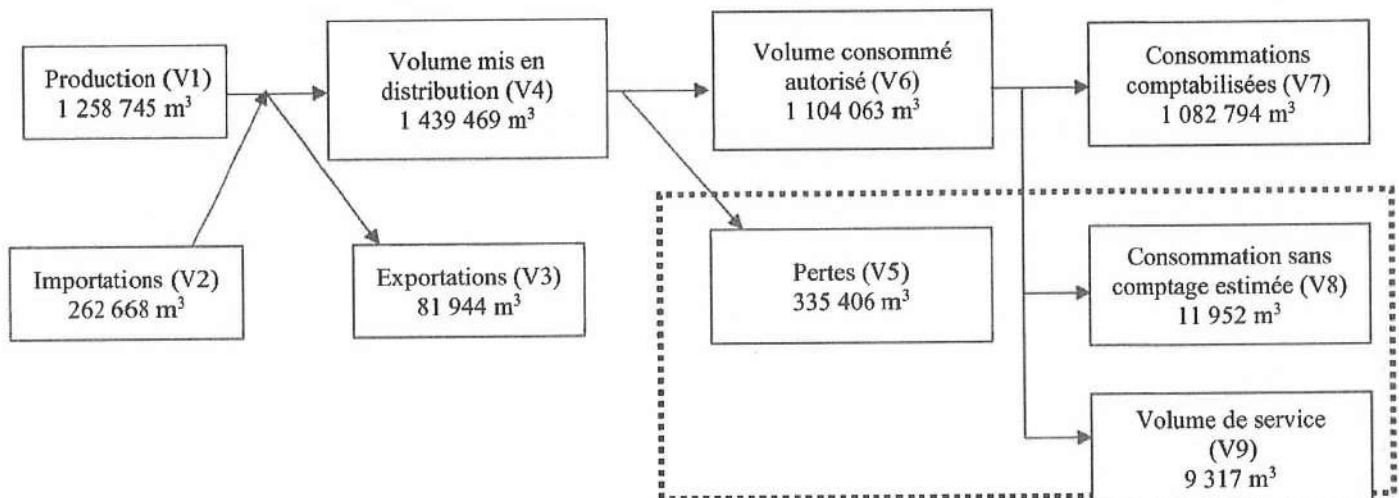 Production (V1)
1 258 745 m³
Volume mis en
distribution (V4)
1 439 469 m³
Volume consommé
autorisé (V6)
1 104 063 m³
Consommations
comptabilisées (V7)
1 082 794 m³
Importations (V2)
262 668 m³
Exportations (V3)
81 944 m³
Pertes (V5)
335 406 m³
Consommation sans
comptage estimée (V8)
11 952 m³
Volume de service
(V9)
9 317 m³